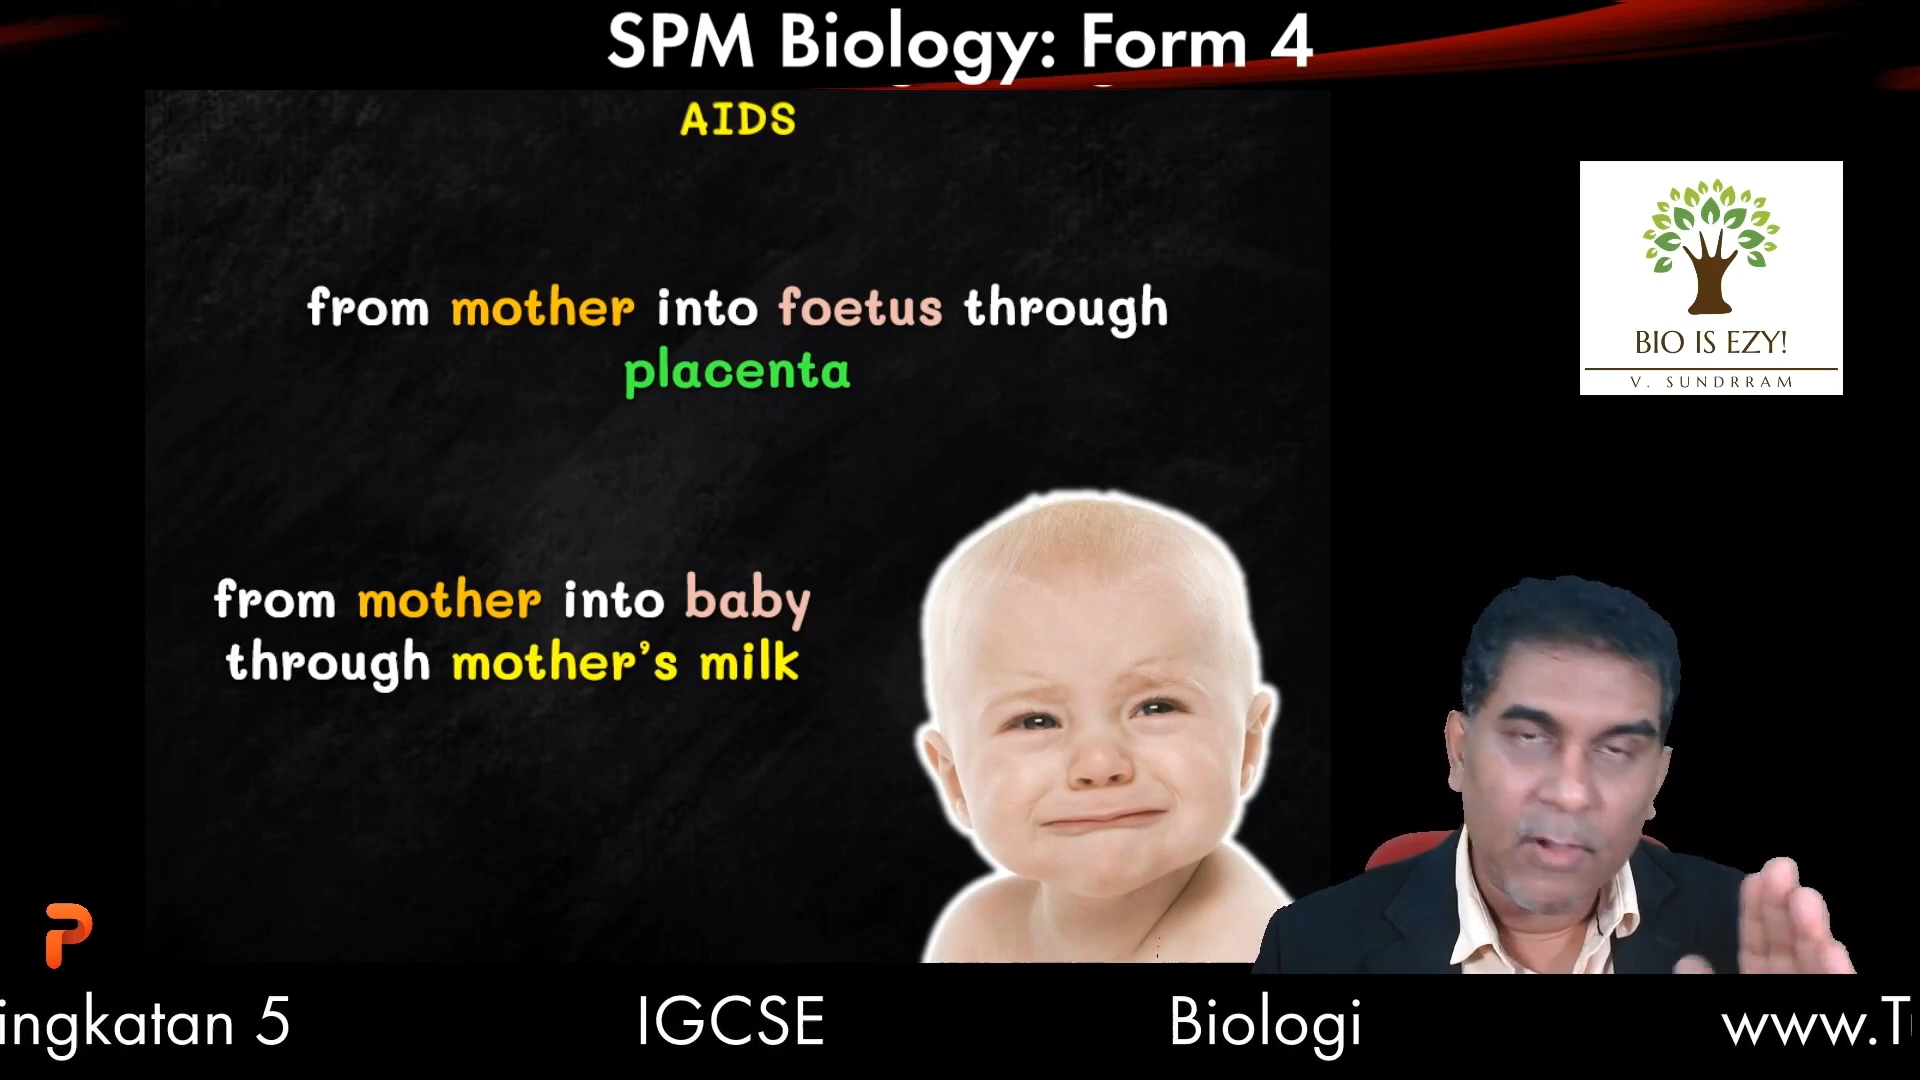 SPM Biology: Form 4
AIDS
from mother into foetus through
placenta
from mother into baby
through mother's milk
BIO IS EZY!
V. SUNDRRAM
ingkatan 5
IGCSE
Biologi
www.T